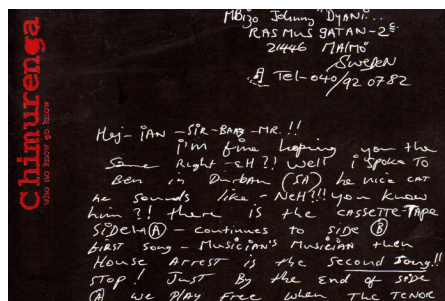 Chimurenga
who no know go know
Mbizo Johnny "Dyani...
RASMUSGATAN-2c
21446 MALMÖ
Sweden
Tel-040/92 07 82
Hej-iAN-SiR-BAAS-MR.!!
i'm fine hoping you the
Same Right-EH?! Well i spoke TO
Ben in Durban (SA) he nice cat
he sounds like-NeH?!! you know
him?! there is the CASSETTE-TAPE
SIDE (A)- continues to side (B)
first song - Musician's Musician then
House Arrest is the second song!!
STOP! Just By the End of side
(A) we PLAY Free when The TENOR